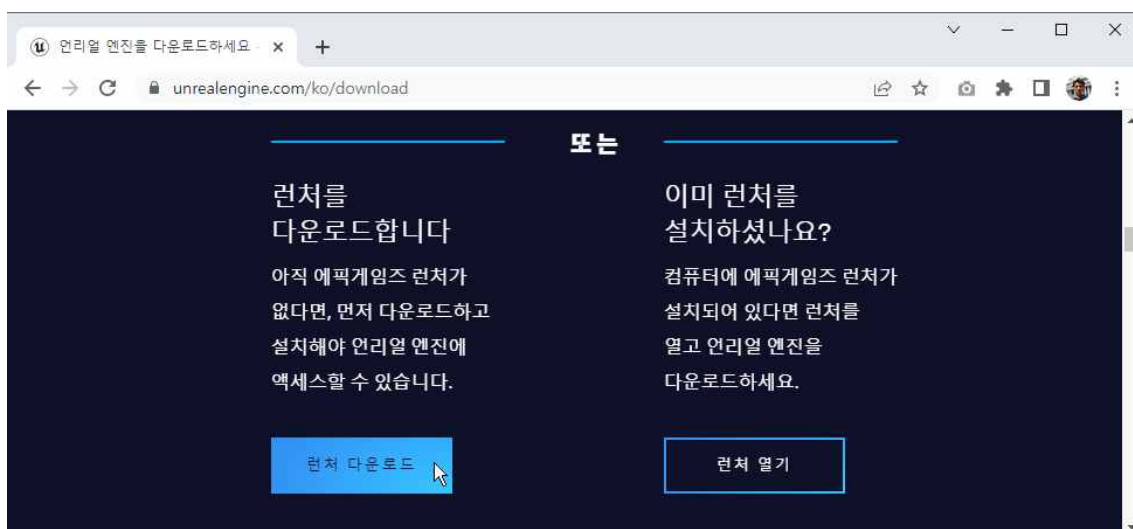 언리얼 엔진을 다운로드하세요
unrealengine.com/ko/download
또는
런처를
다운로드합니다
아직 에픽게임즈 런처가
없다면, 먼저 다운로드하고
설치해야 언리얼 엔진에
액세스할 수 있습니다.
런처 다운로드
이미 런처를
설치하셨나요?
컴퓨터에 에픽게임즈 런처가
설치되어 있다면 런처를
열고 언리얼 엔진을
다운로드하세요.
런처 열기